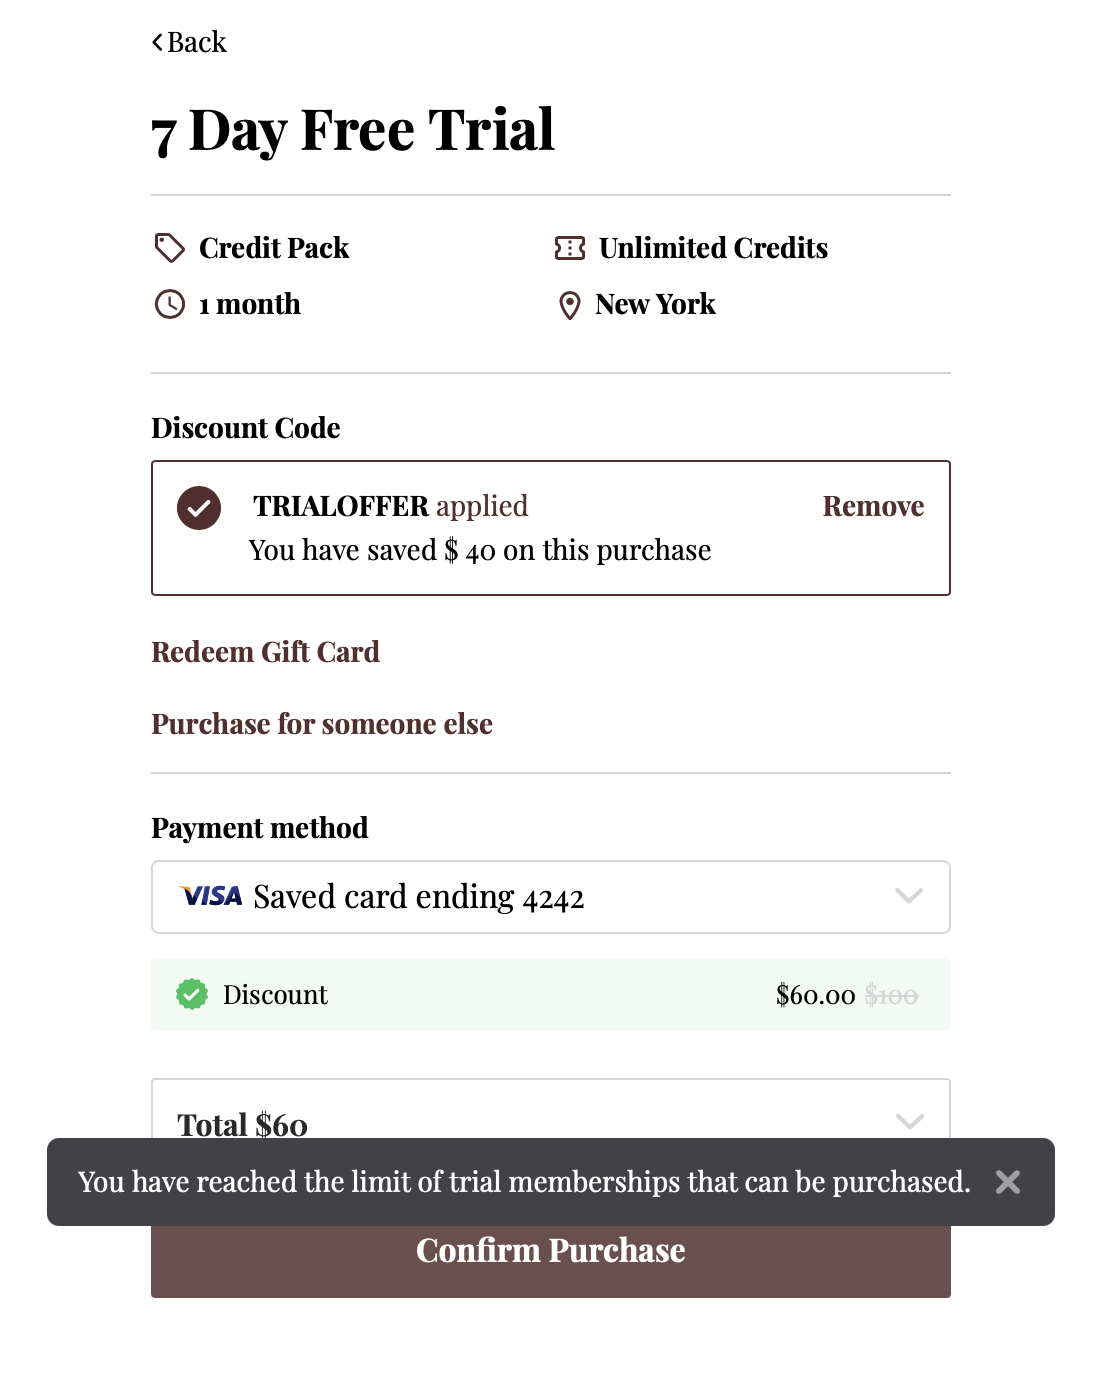 Back
7 Day Free Trial
Credit Pack
Unlimited Credits
1 month
New York
Discount Code
TRIALOFFER applied
Remove
You have saved $ 40 on this purchase
Redeem Gift Card
Purchase for someone else
Payment method
VISA Saved card ending 4242
Discount
$60.00 $100
Total $60
You have reached the limit of trial memberships that can be purchased.
Confirm Purchase